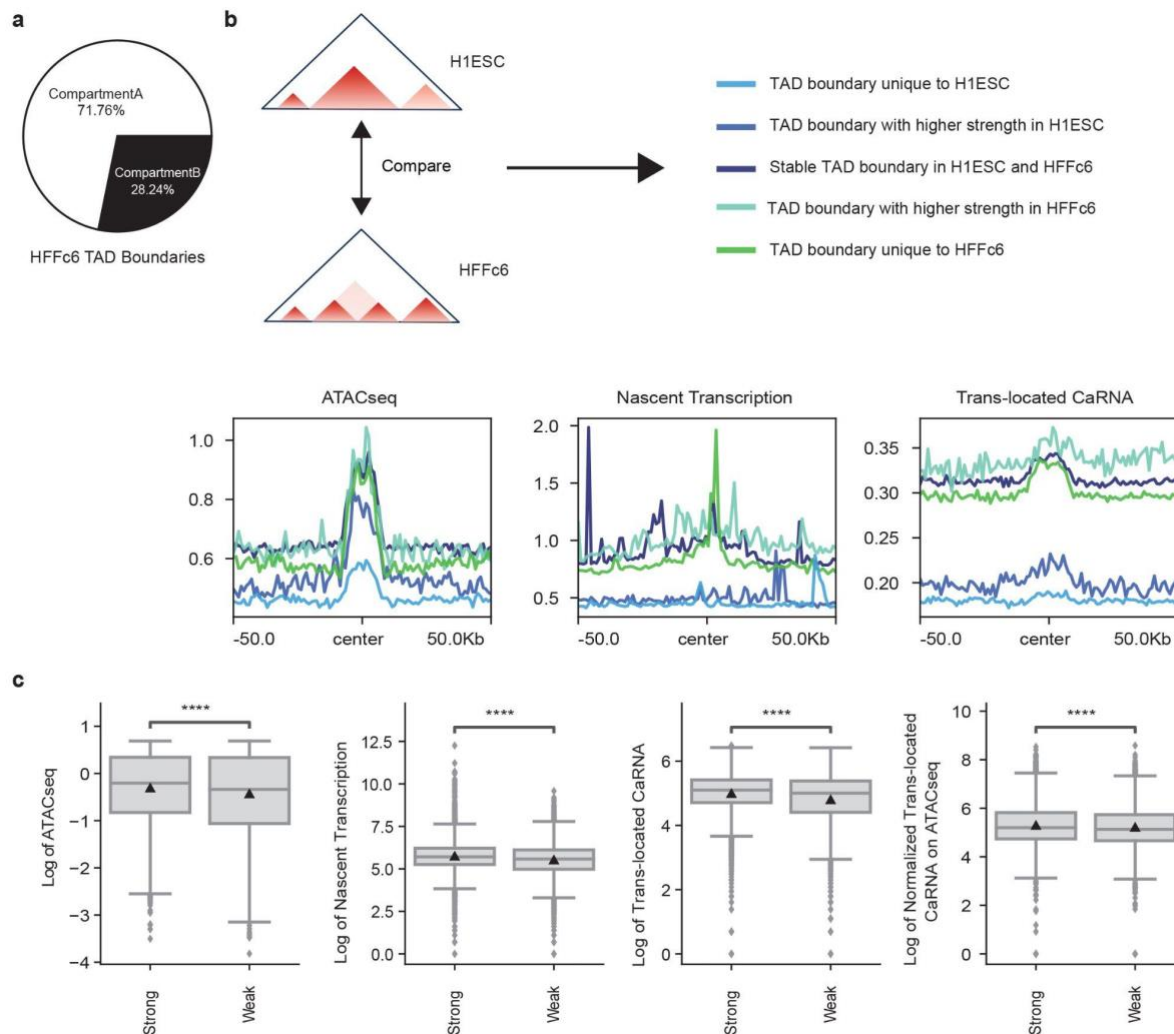 a
b
CompartmentA
71.76%
CompartmentB
28.24%
HFFc6 TAD Boundaries
H1ESC
Compare
HFFc6
TAD boundary unique to H1ESC
TAD boundary with higher strength in H1ESC
Stable TAD boundary in H1ESC and HFFc6
TAD boundary with higher strength in HFFc6
TAD boundary unique to HFFc6
ATACseq
1.0
0.8
0.6
-50.0 center 50.0Kb
Nascent Transcription
2.0
1.5
1.0
0.5
-50.0 center 50.0Kb
Trans-located CaRNA
0.35
0.30
0.20
-50.0 center 50.0Kb
c
Log of ATACseq
1
0
−1
−2
−3
−4
****
Strong
Weak
Log of Nascent Transcription
12.5
10.0
7.5
5.0
2.5
0.0
****
Strong
Weak
Log of Trans-located CaRNA
6
4
2
0
****
Strong
Weak
Log of Normalized Trans-located
CaRNA on ATACseq
10
8
6
4
2
0
****
Strong
Weak